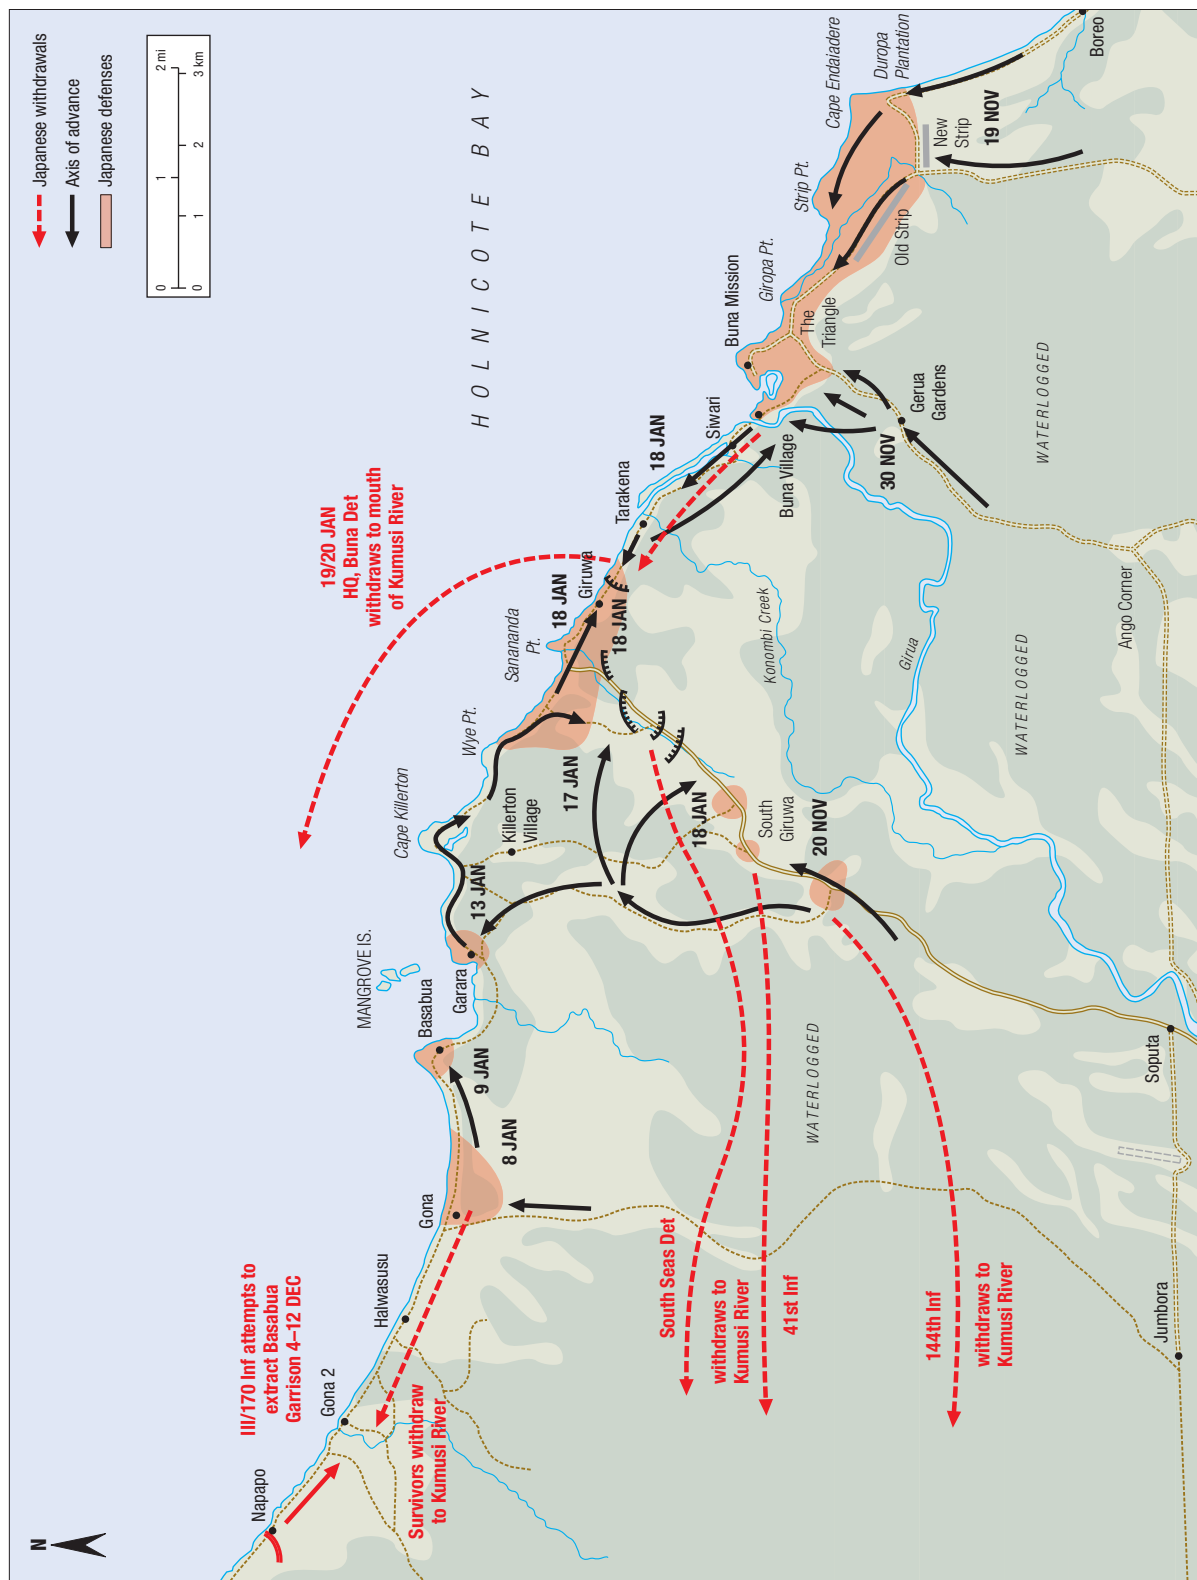 N
Japanese withdrawals
Axis of advance
Japanese defenses
0 1 2 mi
0 1 2 3 km
HOLNICOTE BAY
III/170 Inf attempts to
extract Basabua
Garrison 4–12 DEC
Napapo
Gona 2
Halwasusu
Gona
Survivors withdraw
to Kumusi River
8 JAN
9 JAN
Basabua
MANGROVE IS.
Garara
13 JAN
Cape Killerton
Killerton
Village
Wye Pt.
17 JAN
19/20 JAN
HQ, Buna Det
withdraws to mouth
of Kumusi River
Sanananda
Pt.
18 JAN
Giruwa
18 JAN
Tarakena
18 JAN
Siwari
Buna Village
Buna Mission
Giropa Pt.
The
Triangle
Strip Pt.
Old Strip
Cape Endaiadere
Duropa
Plantation
New
Strip
19 NOV
Boreo
30 NOV
Gerua
Gardens
WATERLOGGED
Konombi Creek
Girua
WATERLOGGED
Ango Corner
18 JAN
South
Giruwa
20 NOV
WATERLOGGED
South Seas Det
withdraws to
Kumusi River
41st Inf
144th Inf
withdraws to
Kumusi River
Soputa
Jumbora